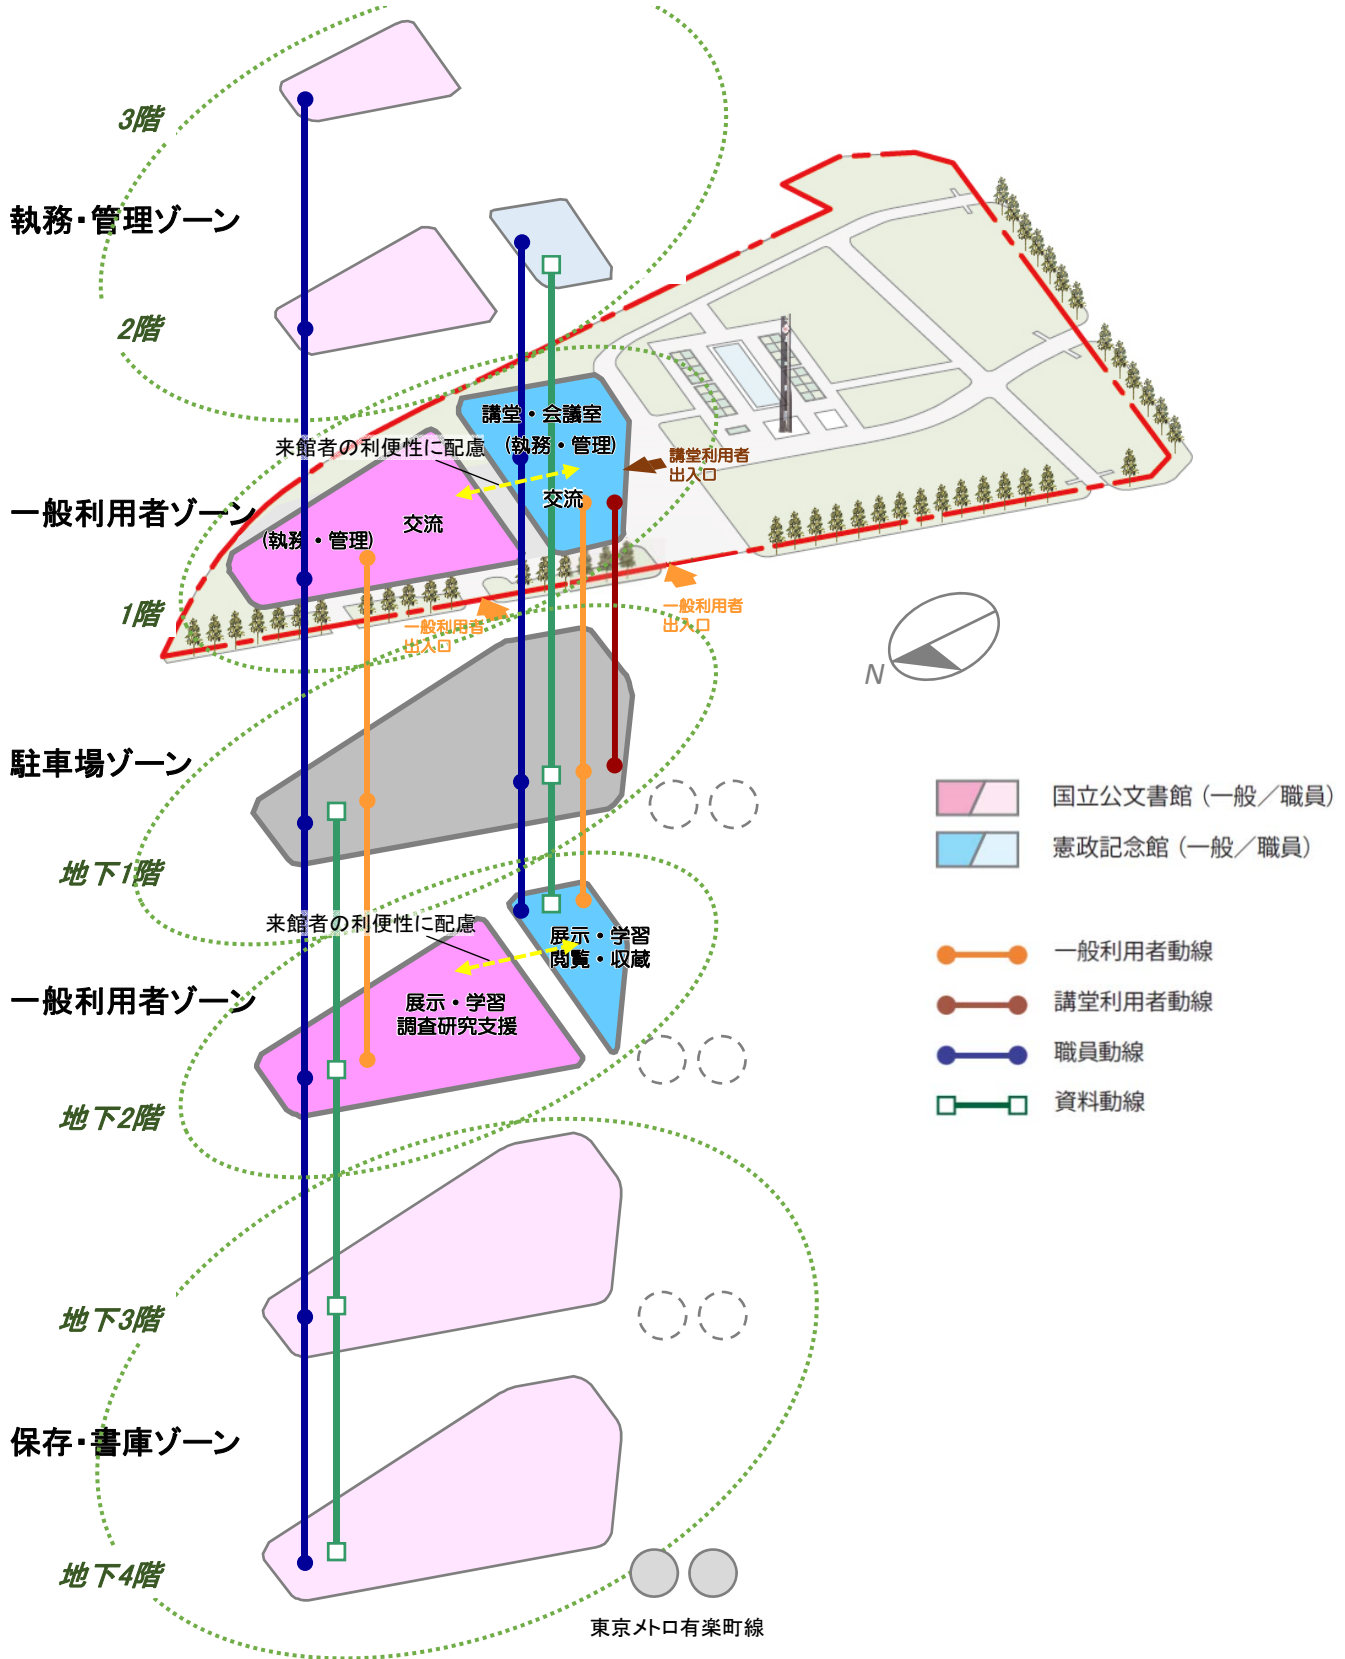 3階
執務・管理ゾーン
2階
講堂・会議室
(執務・管理)
来館者の利便性に配慮
講堂利用者
出入口
交流
一般利用者ゾーン
交流
(執務・管理)
1階
一般利用者
出入口
一般利用者
出入口
N
駐車場ゾーン
地下1階
国立公文書館（一般／職員）
憲政記念館（一般／職員）
来館者の利便性に配慮
展示・学習
閲覧・収蔵
一般利用者ゾーン
展示・学習
調査研究支援
地下2階
一般利用者動線
講堂利用者動線
職員動線
資料動線
地下3階
保存・書庫ゾーン
地下4階
東京メトロ有楽町線